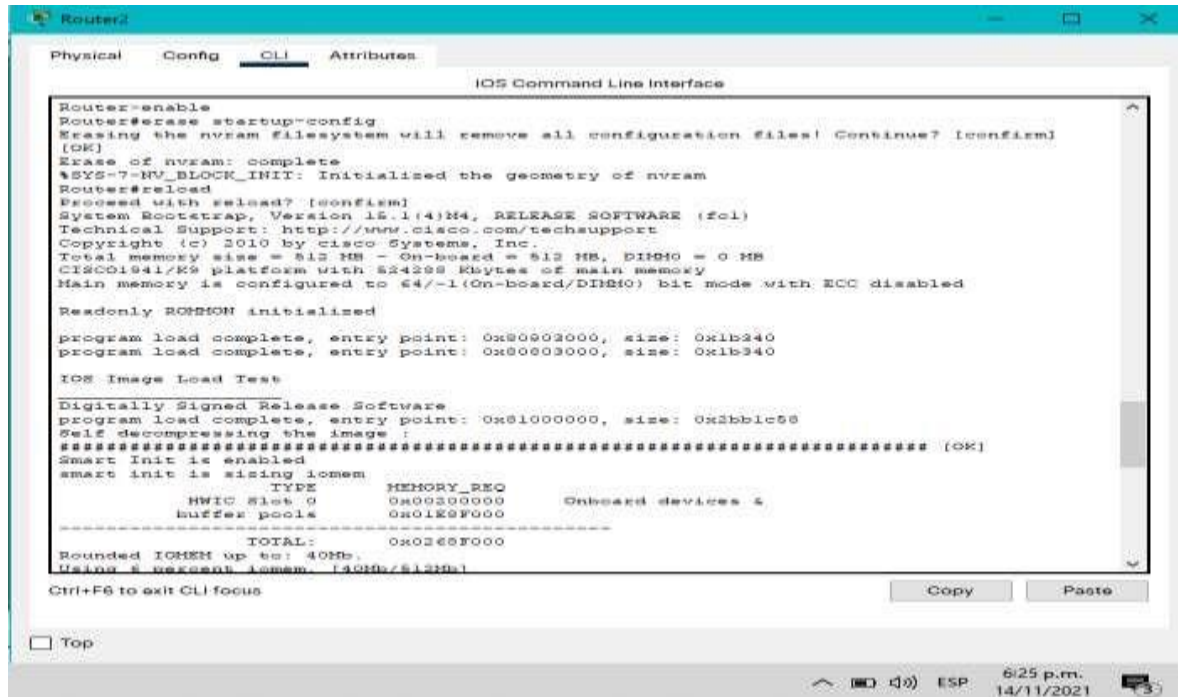 Router2
Physical Config CLI Attributes
IOS Command Line Interface
Router>enable
Router#erase startup-config
Erasing the nvram filesystem will remove all configuration files! Continue? [confirm]
[OK]
Erase of nvram: complete
%SYS-7-NV_BLOCK_INIT: Initialized the geometry of nvram
Router#reload
Proceed with reload? [confirm]
System Bootstrap, Version 15.1(4)M4, RELEASE SOFTWARE (fc1)
Technical Support: http://www.cisco.com/techsupport
Copyright (c) 2010 by cisco Systems, Inc.
Total memory size = 512 MB - On-board = 512 MB, DIMM0 = 0 MB
CISCO1941/K9 platform with 524288 Kbytes of main memory
Main memory is configured to 64/-1(On-board/DIMM0) bit mode with ECC disabled
Readonly ROMMON initialized
program load complete, entry point: 0x80803000, size: 0x1b340
program load complete, entry point: 0x80803000, size: 0x1b340
IOS Image Load Test
Digitally Signed Release Software
program load complete, entry point: 0x81000000, size: 0x2bb1c58
Self decompressing the image :
########################################################################## [OK]
Smart Init is enabled
smart init is sizing iomem
TYPE MEMORY_REQ
HWIC Slot 0 0x00200000 Onboard devices &
buffer pools 0x01E8F000
TOTAL: 0x0268F000
Rounded IOMEM up to: 40Mb.
Using 6 percent iomem. [40Mb/512Mb]
Ctrl+F6 to exit CLI focus
Copy Paste
Top
ESP
6:25 p.m.
14/11/2021
3